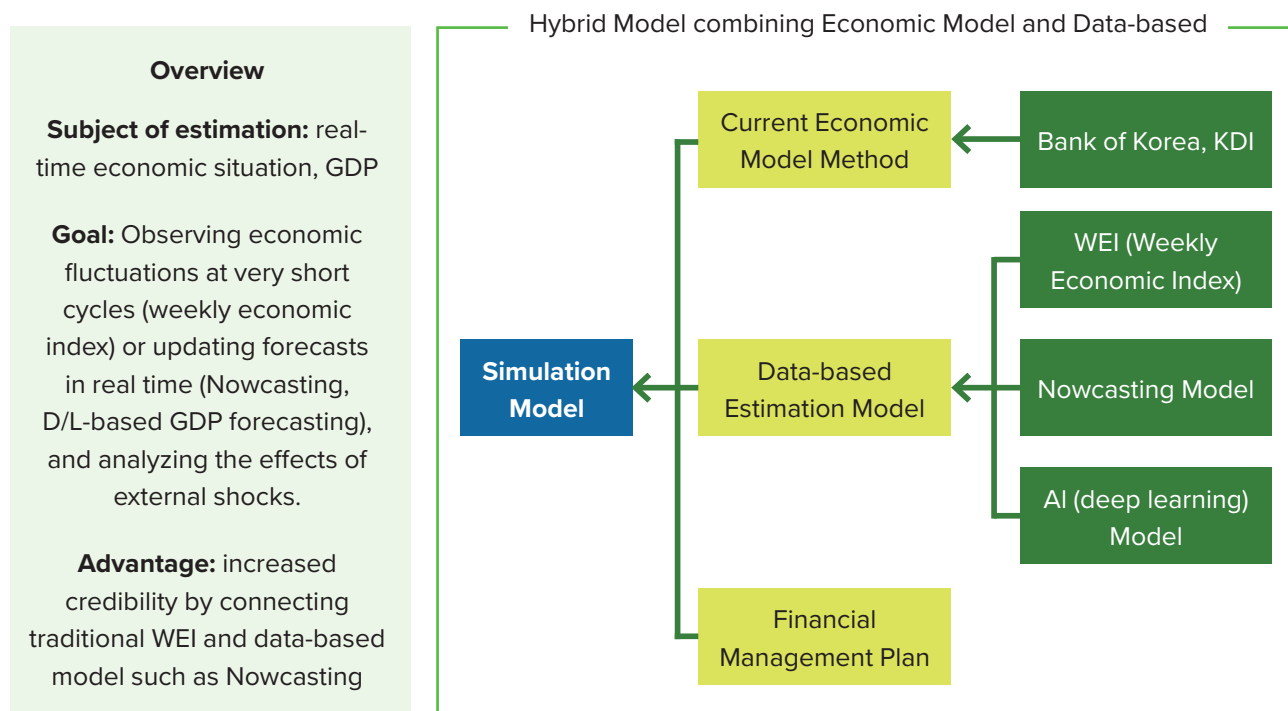 Overview
Subject of estimation: real-
time economic situation, GDP
Goal: Observing economic
fluctuations at very short
cycles (weekly economic
index) or updating forecasts
in real time (Nowcasting,
D/L-based GDP forecasting),
and analyzing the effects of
external shocks.
Advantage: increased
credibility by connecting
traditional WEI and data-based
model such as Nowcasting
Hybrid Model combining Economic Model and Data-based
Simulation
Model
Current Economic
Model Method
Bank of Korea, KDI
Data-based
Estimation Model
WEI (Weekly
Economic Index)
Nowcasting Model
AI (deep learning)
Model
Financial
Management Plan